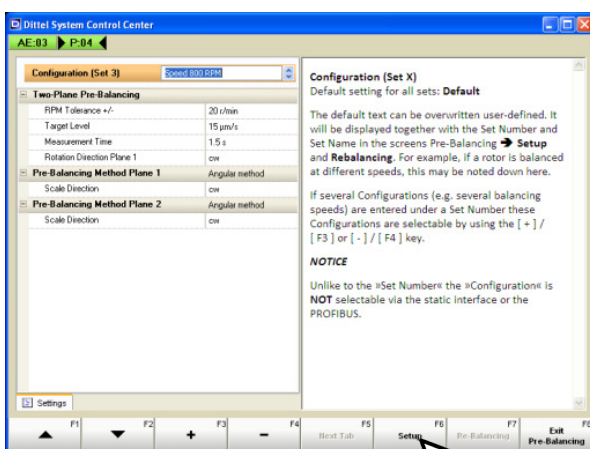 Dittel System Control Center
AE:03 P:04
Configuration (Set 3) Speed 800 RPM
Two-Plane Pre-Balancing
RPM Tolerance +/- 20 r/min
Target Level 15 µm/s
Measurement Time 1.5 s
Rotation Direction Plane 1 cw
Pre-Balancing Method Plane 1 Angular method
Scale Direction cw
Pre-Balancing Method Plane 2 Angular method
Scale Direction cw
Settings
Configuration (Set X)
Default setting for all sets: Default
The default text can be overwritten user-defined. It
will be displayed together with the Set Number and
Set Name in the screens Pre-Balancing ➔ Setup
and Rebalancing. For example, if a rotor is balanced
at different speeds, this may be noted down here.
If several Configurations (e.g. several balancing
speeds) are entered under a Set Number these
Configurations are selectable by using the [ + ] /
[ F3 ] or [ - ] / [ F4 ] key.
NOTICE
Unlike to the »Set Number« the »Configuration« is
NOT selectable via the static interface or the
PROFIBUS.
F1 F2 F3 F4 F5 F6 F7 F8
+ - Next Tab Setup Re-Balancing Exit
Pre-Balancing